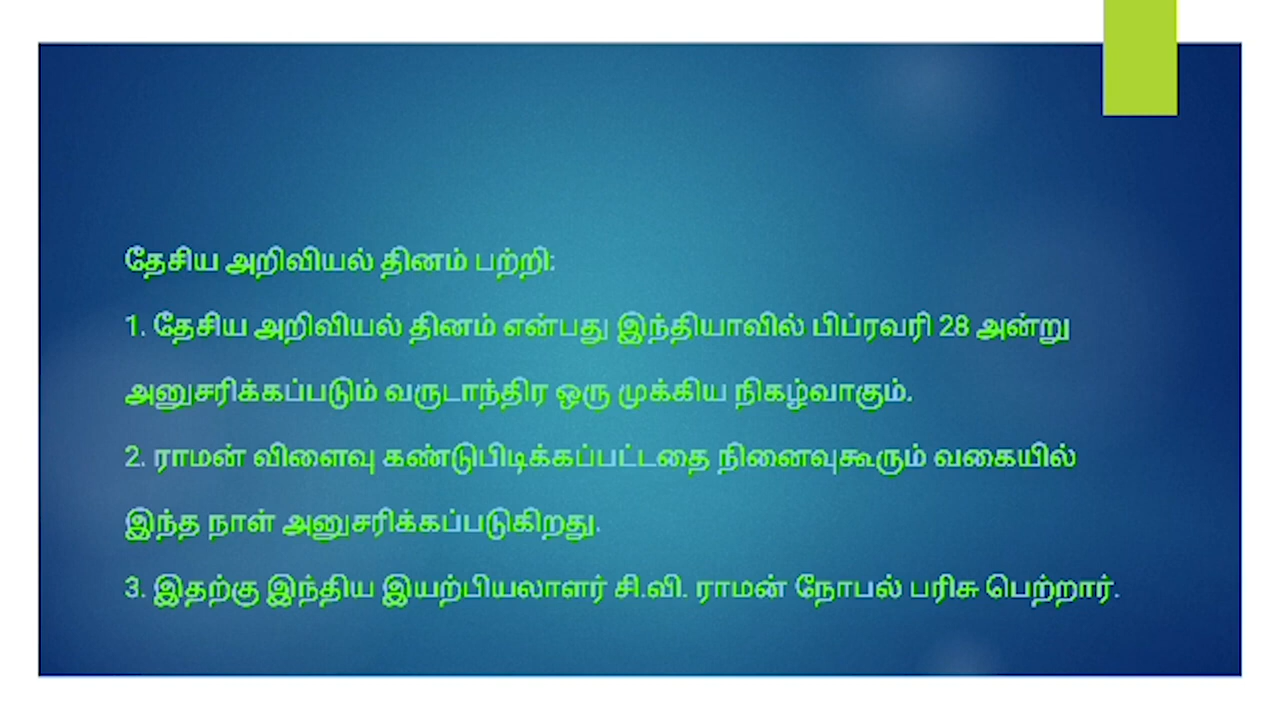 தேசிய அறிவியல் தினம் பற்றி:
1. தேசிய அறிவியல் தினம் என்பது இந்தியாவில் பிப்ரவரி 28 அன்று
அனுசரிக்கப்படும் வருடாந்திர ஒரு முக்கிய நிகழ்வாகும்.
2. ராமன் விளைவு கண்டுபிடிக்கப்பட்டதை நினைவுகூரும் வகையில்
இந்த நாள் அனுசரிக்கப்படுகிறது.
3. இதற்கு இந்திய இயற்பியலாளர் சி.வி. ராமன் நோபல் பரிசு பெற்றார்.